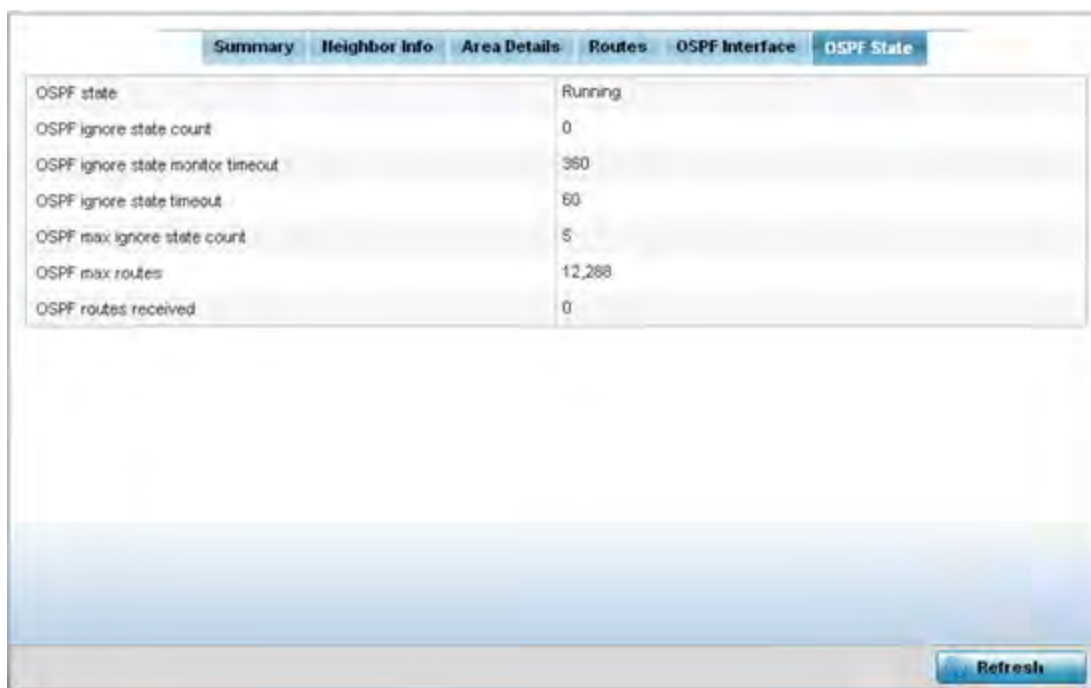 Summary Neighbor Info Area Details Routes OSPF Interface OSPF State
OSPF state Running
OSPF ignore state count 0
OSPF ignore state monitor timeout 360
OSPF ignore state timeout 60
OSPF max ignore state count 5
OSPF max routes 12,288
OSPF routes received 0
Refresh